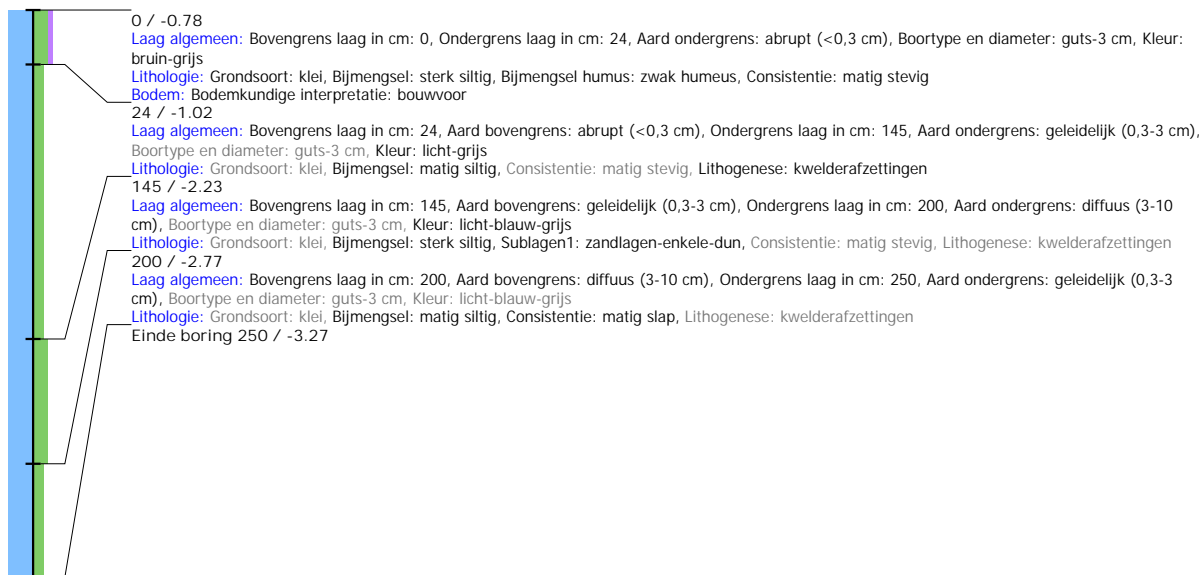 0 / -0.78
Laag algemeen: Bovengrens laag in cm: 0, Ondergrens laag in cm: 24, Aard ondergrens: abrupt (<0,3 cm), Boortype en diameter: guts-3 cm, Kleur:
bruin-grijs
Lithologie: Grondsoort: klei, Bijmengsel: sterk siltig, Bijmengsel humus: zwak humeus, Consistentie: matig stevig
Bodem: Bodemkundige interpretatie: bouwvoor
24 / -1.02
Laag algemeen: Bovengrens laag in cm: 24, Aard bovengrens: abrupt (<0,3 cm), Ondergrens laag in cm: 145, Aard ondergrens: geleidelijk (0,3-3 cm),
Boortype en diameter: guts-3 cm, Kleur: licht-grijs
Lithologie: Grondsoort: klei, Bijmengsel: matig siltig, Consistentie: matig stevig, Lithogenese: kwelderafzettingen
145 / -2.23
Laag algemeen: Bovengrens laag in cm: 145, Aard bovengrens: geleidelijk (0,3-3 cm), Ondergrens laag in cm: 200, Aard ondergrens: diffuus (3-10
cm), Boortype en diameter: guts-3 cm, Kleur: licht-blauw-grijs
Lithologie: Grondsoort: klei, Bijmengsel: sterk siltig, Sublagen1: zandlagen-enkele-dun, Consistentie: matig stevig, Lithogenese: kwelderafzettingen
200 / -2.77
Laag algemeen: Bovengrens laag in cm: 200, Aard bovengrens: diffuus (3-10 cm), Ondergrens laag in cm: 250, Aard ondergrens: geleidelijk (0,3-3
cm), Boortype en diameter: guts-3 cm, Kleur: licht-blauw-grijs
Lithologie: Grondsoort: klei, Bijmengsel: matig siltig, Consistentie: matig slap, Lithogenese: kwelderafzettingen
Einde boring 250 / -3.27